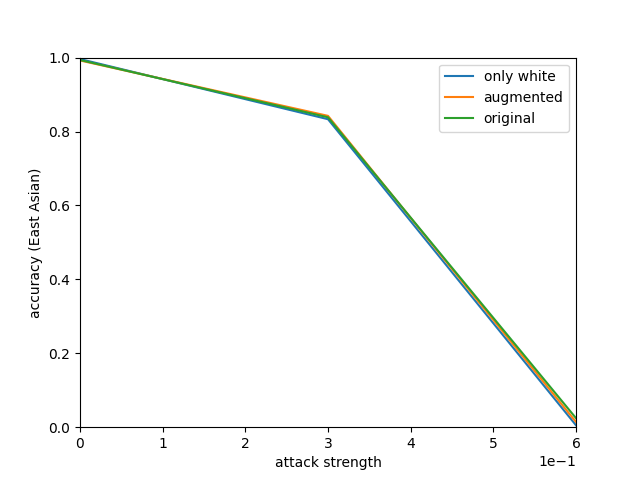 1.0
0.8
0.6
0.4
0.2
0.0
accuracy (East Asian)
only white
augmented
original
0 1 2 3 4 5 6
attack strength
1e−1